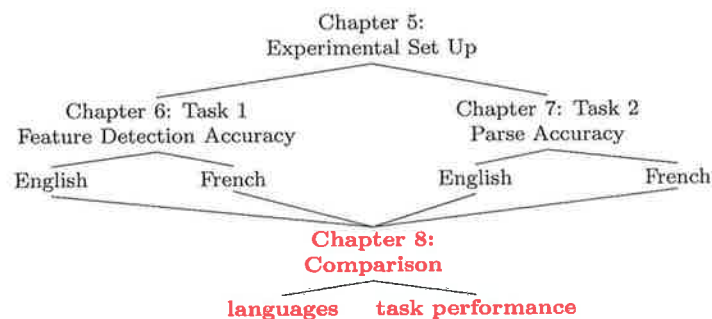 Chapter 5:
Experimental Set Up
Chapter 6: Task 1
Feature Detection Accuracy
Chapter 7: Task 2
Parse Accuracy
English
French
English
French
Chapter 8:
Comparison
languages
task performance